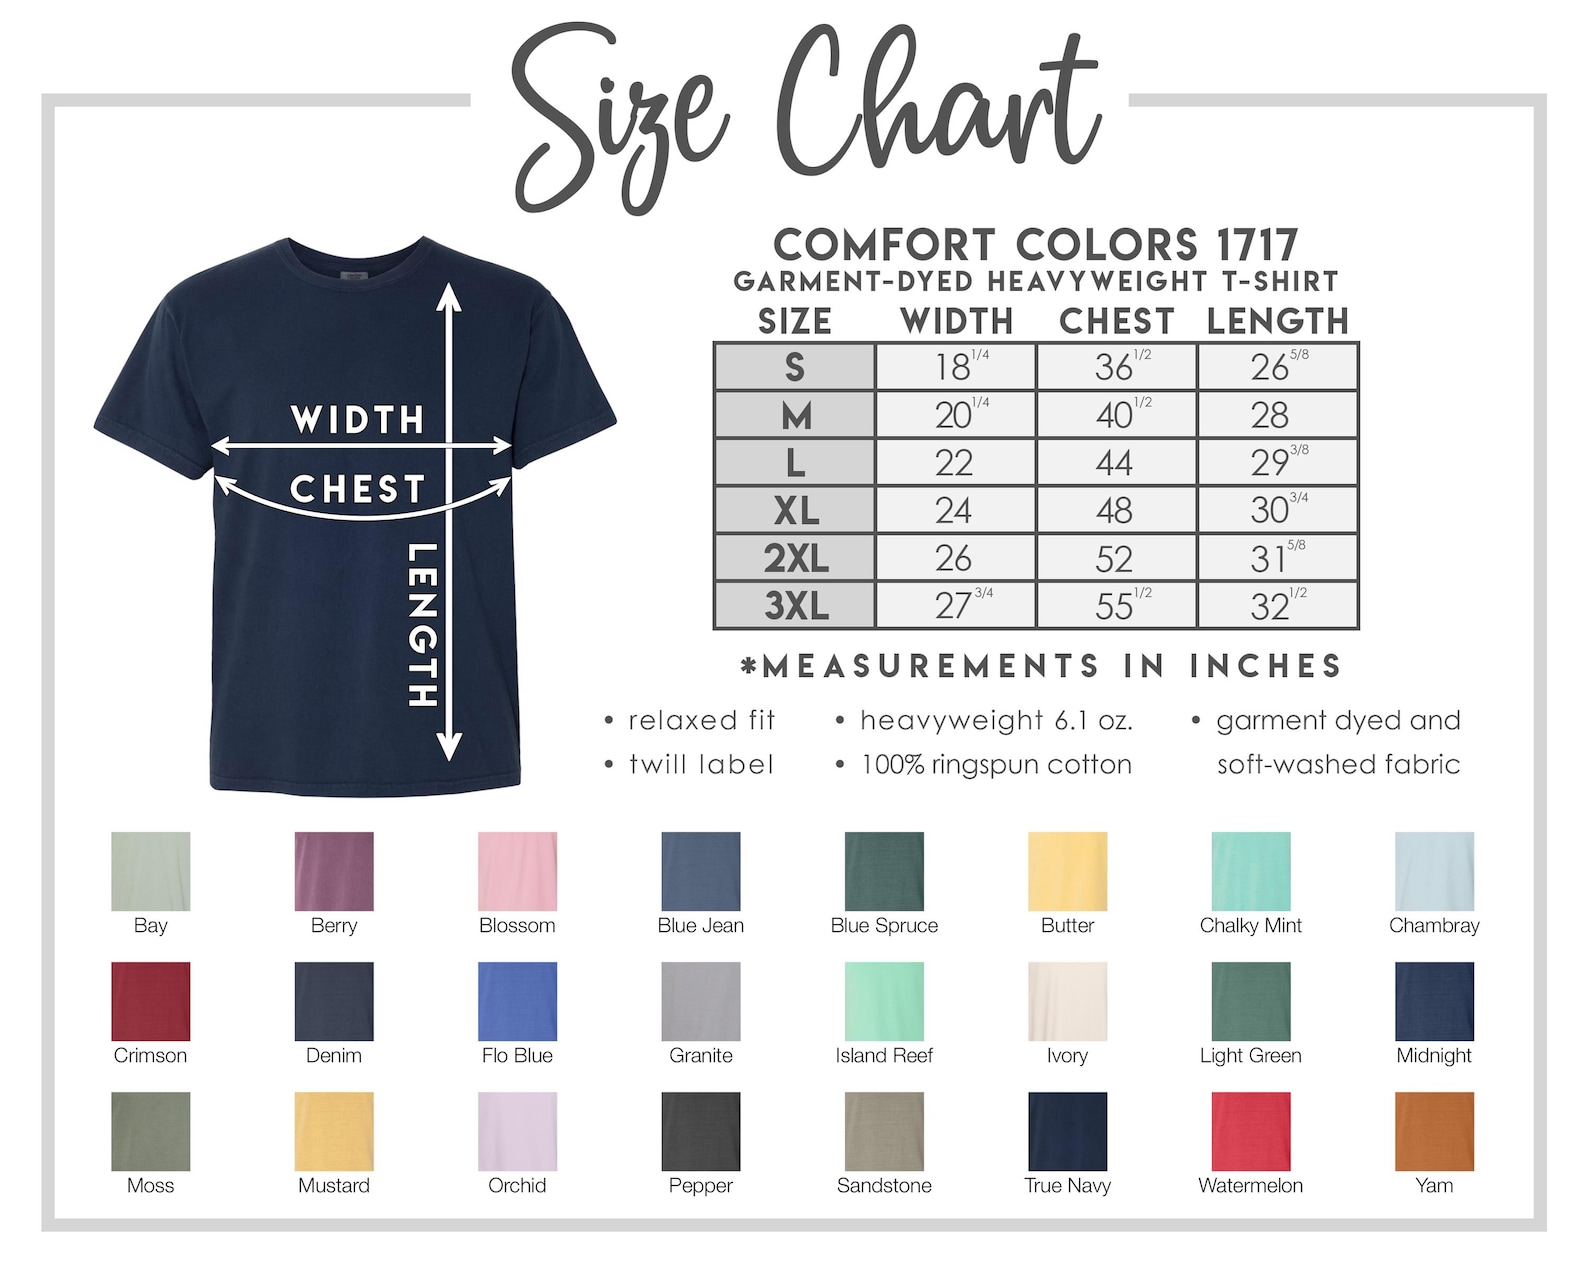 Size Chart
COMFORT COLORS 1717
GARMENT-DYED HEAVYWEIGHT T-SHIRT
SIZE WIDTH CHEST LENGTH
S 18 1/4 36 1/2 26 5/8
M 20 1/4 40 1/2 28
L 22 44 29 3/8
XL 24 48 30 3/4
2XL 26 52 31 5/8
3XL 27 3/4 55 1/2 32 1/2
*MEASUREMENTS IN INCHES
WIDTH
CHEST
LENGTH
• relaxed fit • heavyweight 6.1 oz. • garment dyed and
• twill label • 100% ringspun cotton soft-washed fabric
Bay Berry Blossom Blue Jean Blue Spruce Butter Chalky Mint Chambray
Crimson Denim Flo Blue Granite Island Reef Ivory Light Green Midnight
Moss Mustard Orchid Pepper Sandstone True Navy Watermelon Yam